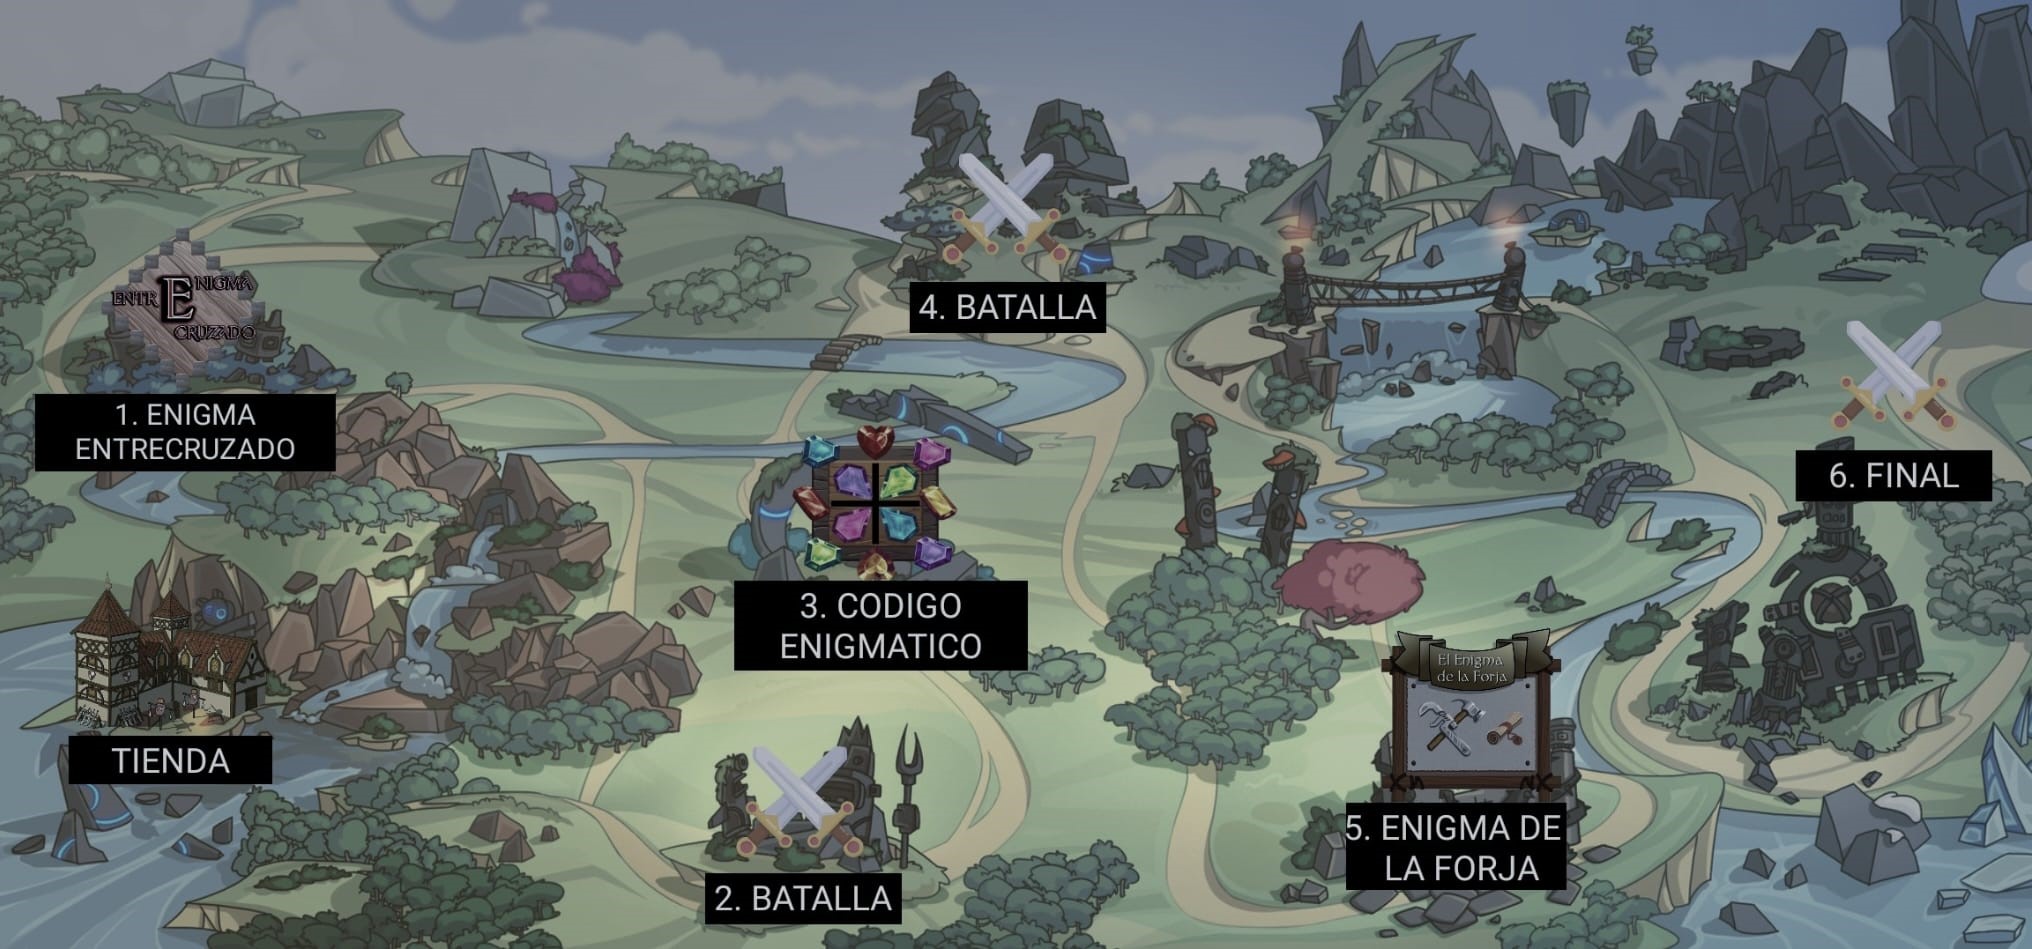 ENIGMA
ENTR
CRUZADO
1. ENIGMA
ENTRECRUZADO
4. BATALLA
6. FINAL
3. CODIGO
ENIGMATICO
TIENDA
2. BATALLA
El Enigma
de la Forja
5. ENIGMA DE
LA FORJA